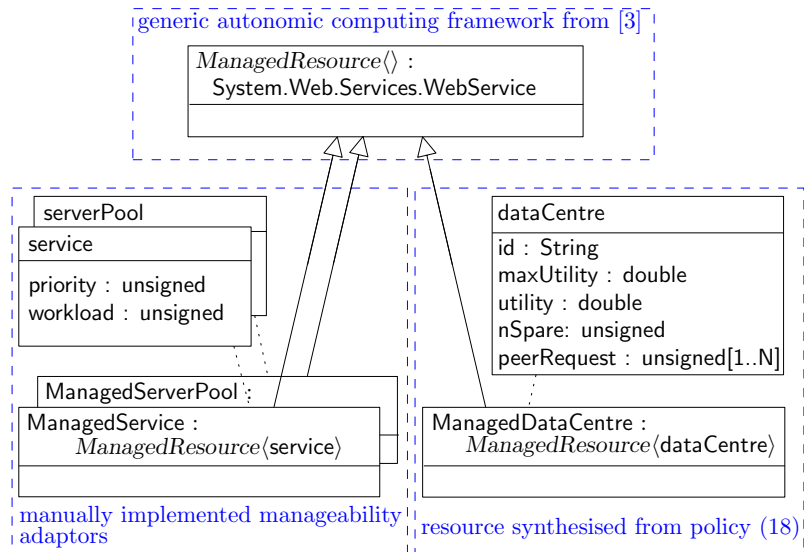 generic autonomic computing framework from [3]
ManagedResource⟨⟩ :
System.Web.Services.WebService
serverPool
service
priority : unsigned
workload : unsigned
dataCentre
id : String
maxUtility : double
utility : double
nSpare: unsigned
peerRequest : unsigned[1..N]
ManagedServerPool :
ManagedService :
ManagedResource⟨service⟩
ManagedDataCentre :
ManagedResource⟨dataCentre⟩
manually implemented manageability
adaptors
resource synthesised from policy (18)